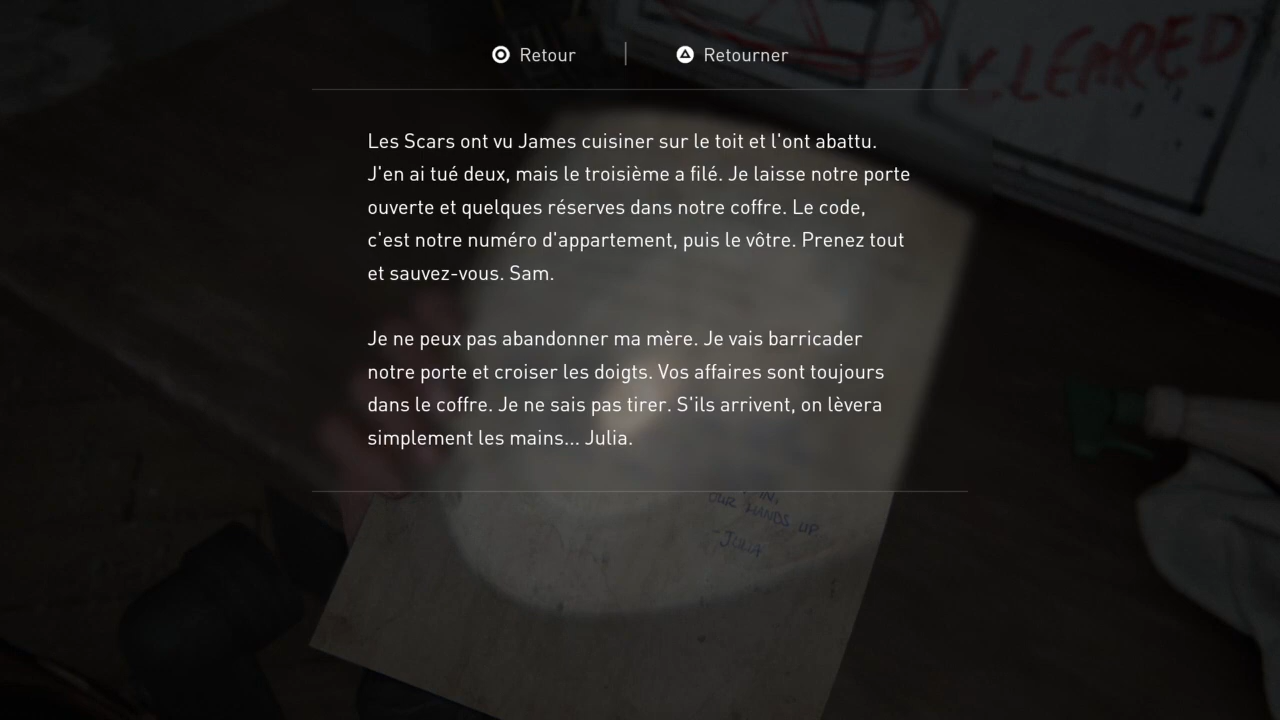 Retour | Retourner
V.LEARED
Les Scars ont vu James cuisiner sur le toit et l'ont abattu.
J'en ai tué deux, mais le troisième a filé. Je laisse notre porte
ouverte et quelques réserves dans notre coffre. Le code,
c'est notre numéro d'appartement, puis le vôtre. Prenez tout
et sauvez-vous. Sam.
Je ne peux pas abandonner ma mère. Je vais barricader
notre porte et croiser les doigts. Vos affaires sont toujours
dans le coffre. Je ne sais pas tirer. S'ils arrivent, on lèvera
simplement les mains... Julia.
IN,
OUR HANDS UP
-JULIA